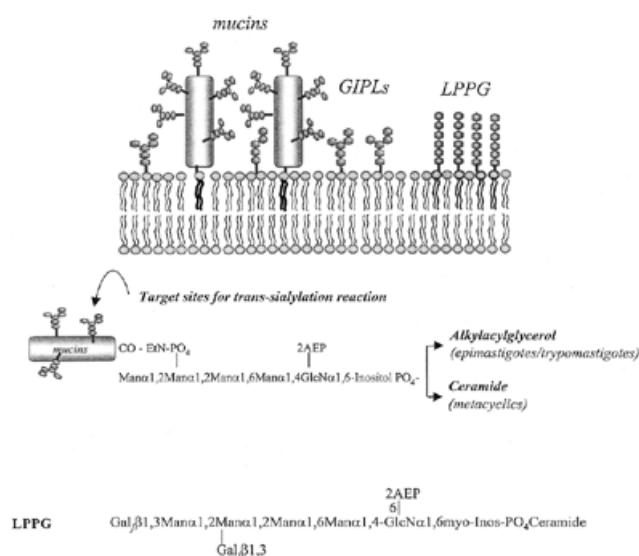 mucins
GIPLs LPPG
Target sites for trans-sialylation reaction
mucins
CO - EtN-PO4 2AEP
Manα1,2Manα1,2Manα1,6Manα1,4GlcNα1,6-Inositol PO4-
Alkylacylglycerol
(epimastigotes/trypomastigotes)
Ceramide
(metacyclics)
2AEP
6|
LPPG Galƒβ1,3Manα1,2Manα1,2Manα1,6Manα1,4-GlcNα1,6myo-Inos-PO4Ceramide
Galƒβ1,3